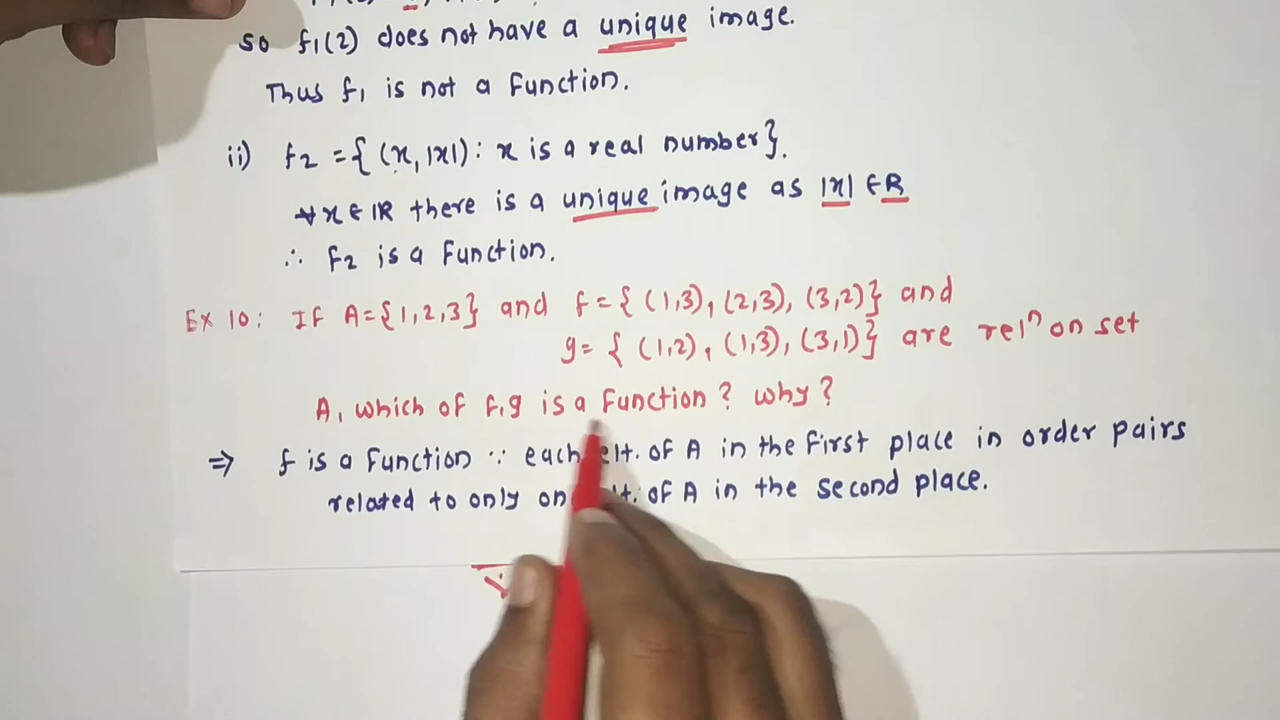 so f1(2) does not have a unique image.
Thus f1 is not a Function.
ii) f2 = { (x, |x|) : x is a real number}.
∀ x ∈ IR there is a unique image as |x| ∈ R
∴ f2 is a Function.
Ex 10: If A={1,2,3} and f={ (1,3), (2,3), (3,2)} and
g= { (1,2), (1,3), (3,1)} are relⁿ on set
A, which of f,g is a Function? why?
⇒ f is a Function ∵ each elt. of A in the First place in order pairs
related to only of A in the second place.